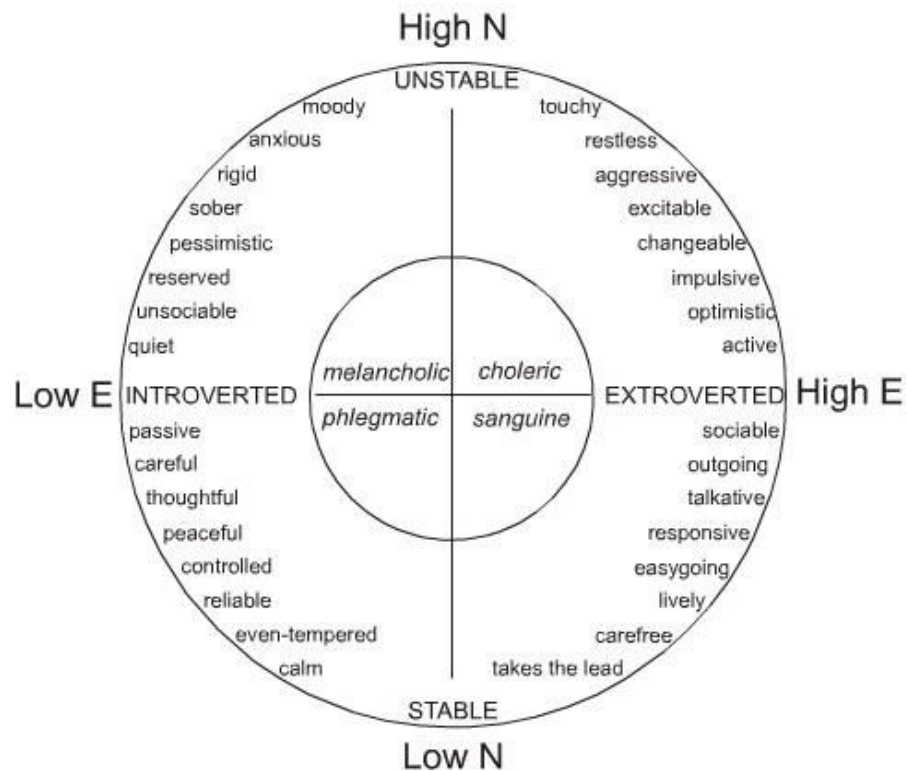 High N
UNSTABLE
moody
touchy
anxious
restless
rigid
aggressive
sober
excitable
pessimistic
changeable
reserved
impulsive
unsociable
optimistic
quiet
active
melancholic
choleric
Low E
INTROVERTED
EXTROVERTED
High E
phlegmatic
sanguine
passive
sociable
careful
outgoing
thoughtful
talkative
peaceful
responsive
controlled
easygoing
reliable
lively
even-tempered
carefree
calm
takes the lead
STABLE
Low N